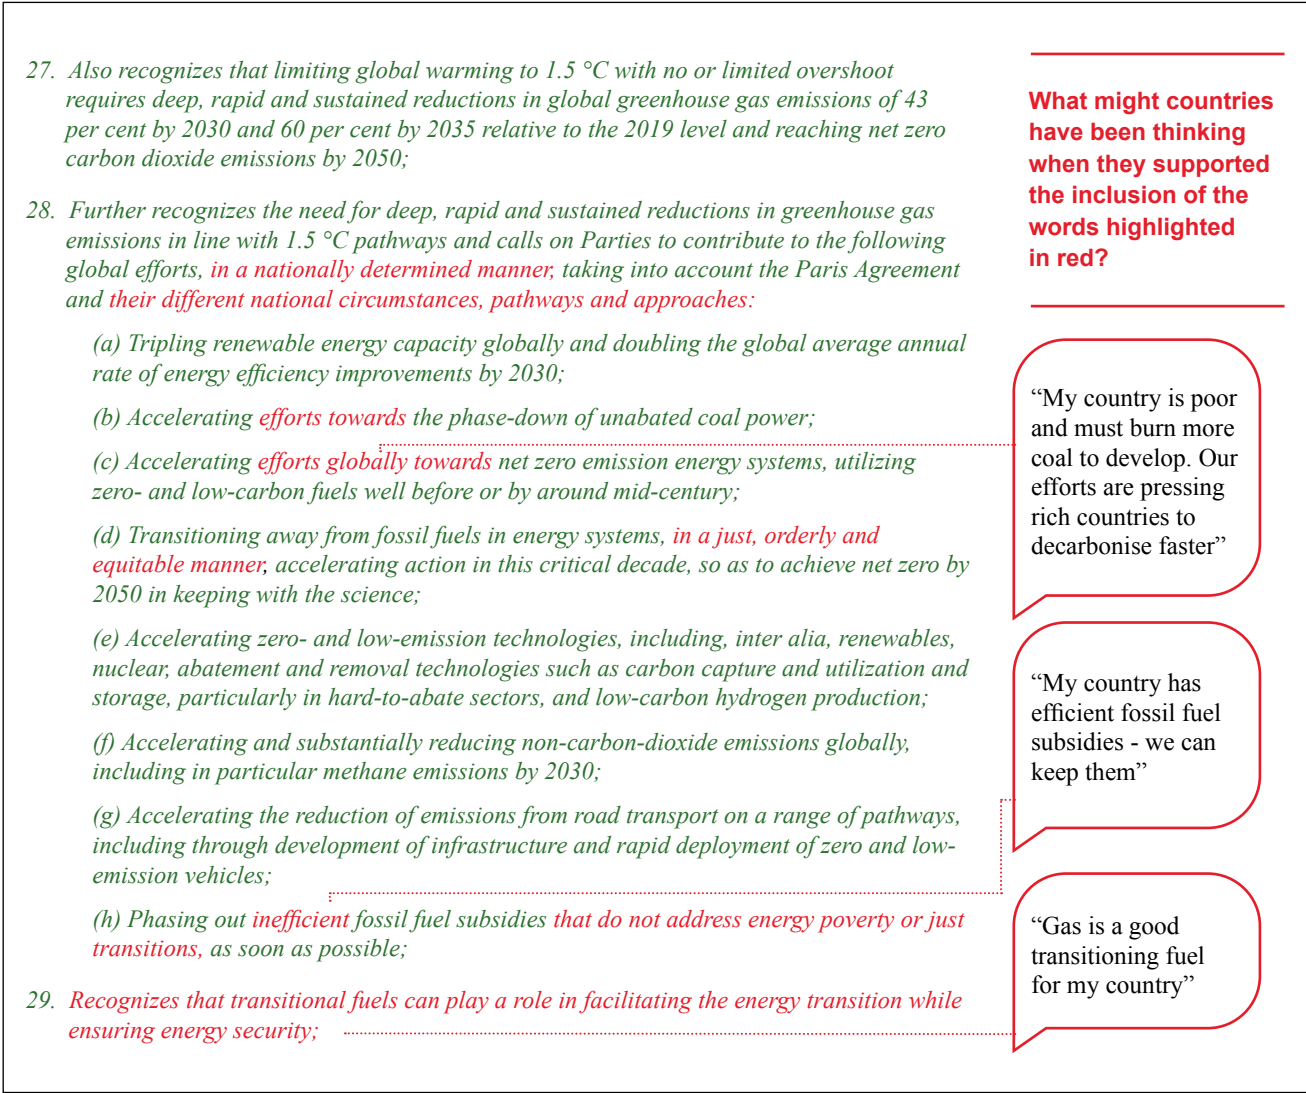 27. Also recognizes that limiting global warming to 1.5 °C with no or limited overshoot
requires deep, rapid and sustained reductions in global greenhouse gas emissions of 43
per cent by 2030 and 60 per cent by 2035 relative to the 2019 level and reaching net zero
carbon dioxide emissions by 2050;
28. Further recognizes the need for deep, rapid and sustained reductions in greenhouse gas
emissions in line with 1.5 °C pathways and calls on Parties to contribute to the following
global efforts, in a nationally determined manner, taking into account the Paris Agreement
and their different national circumstances, pathways and approaches:
(a) Tripling renewable energy capacity globally and doubling the global average annual
rate of energy efficiency improvements by 2030;
(b) Accelerating efforts towards the phase-down of unabated coal power;
(c) Accelerating efforts globally towards net zero emission energy systems, utilizing
zero- and low-carbon fuels well before or by around mid-century;
(d) Transitioning away from fossil fuels in energy systems, in a just, orderly and
equitable manner, accelerating action in this critical decade, so as to achieve net zero by
2050 in keeping with the science;
(e) Accelerating zero- and low-emission technologies, including, inter alia, renewables,
nuclear, abatement and removal technologies such as carbon capture and utilization and
storage, particularly in hard-to-abate sectors, and low-carbon hydrogen production;
(f) Accelerating and substantially reducing non-carbon-dioxide emissions globally,
including in particular methane emissions by 2030;
(g) Accelerating the reduction of emissions from road transport on a range of pathways,
including through development of infrastructure and rapid deployment of zero and low-
emission vehicles;
(h) Phasing out inefficient fossil fuel subsidies that do not address energy poverty or just
transitions, as soon as possible;
29. Recognizes that transitional fuels can play a role in facilitating the energy transition while
ensuring energy security;
What might countries
have been thinking
when they supported
the inclusion of the
words highlighted
in red?
“My country is poor
and must burn more
coal to develop. Our
efforts are pressing
rich countries to
decarbonise faster”
“My country has
efficient fossil fuel
subsidies - we can
keep them”
“Gas is a good
transitioning fuel
for my country”